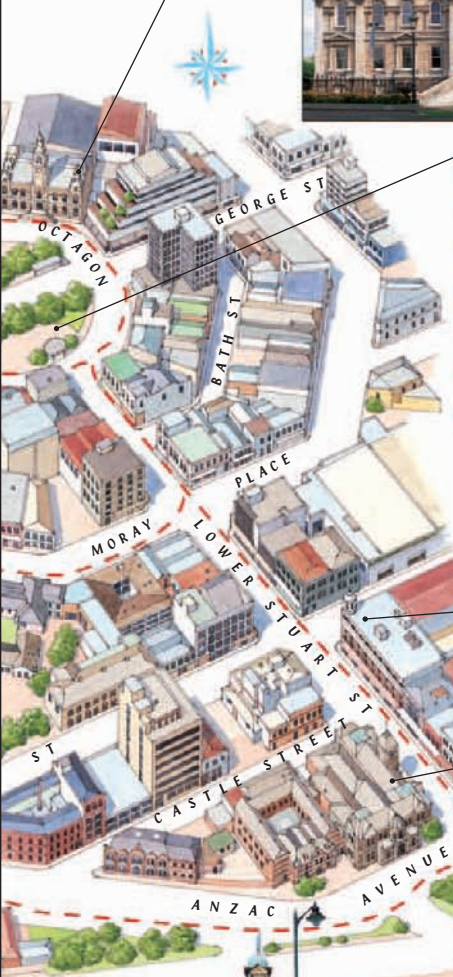 GEORGE ST
OCTAGON
BATH ST
PLACE
MORAY
LOWER STUART ST
ST
CASTLE STREET
ANZAC
AVENUE